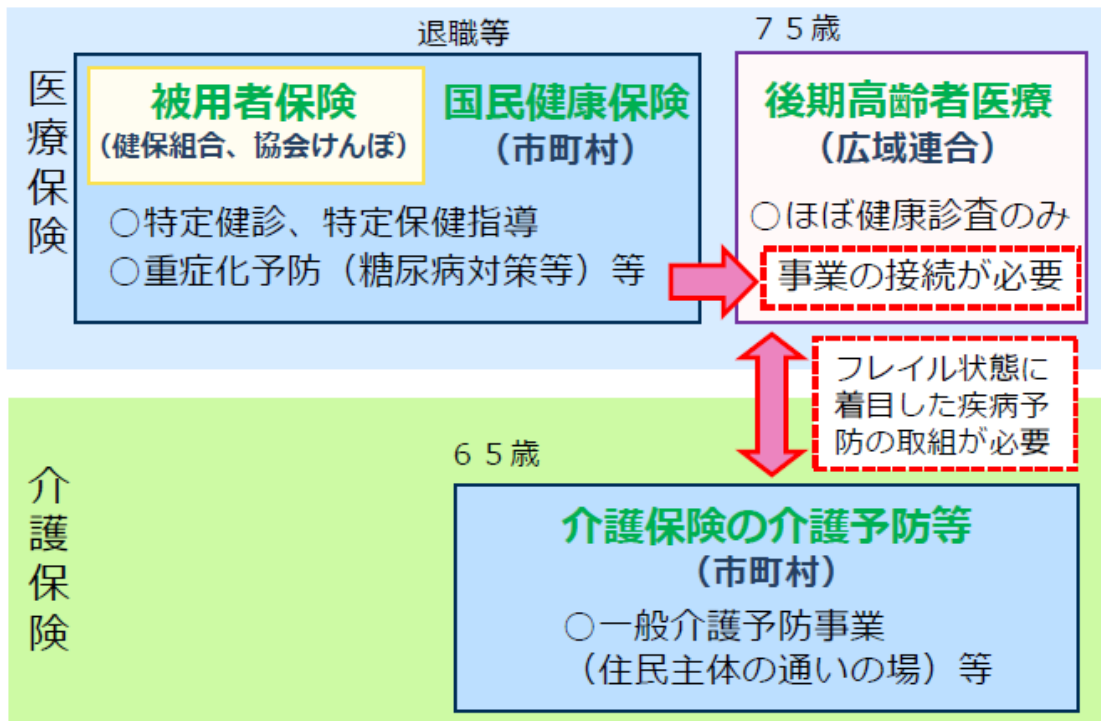 医療保険
退職等
被用者保険
（健保組合、協会けんぽ）
国民健康保険
（市町村）
○特定健診、特定保健指導
○重症化予防（糖尿病対策等）等
７５歳
後期高齢者医療
（広域連合）
○ほぼ健康診査のみ
事業の接続が必要
フレイル状態に
着目した疾病予
防の取組が必要
介護保険
６５歳
介護保険の介護予防等
（市町村）
○一般介護予防事業
（住民主体の通いの場）等